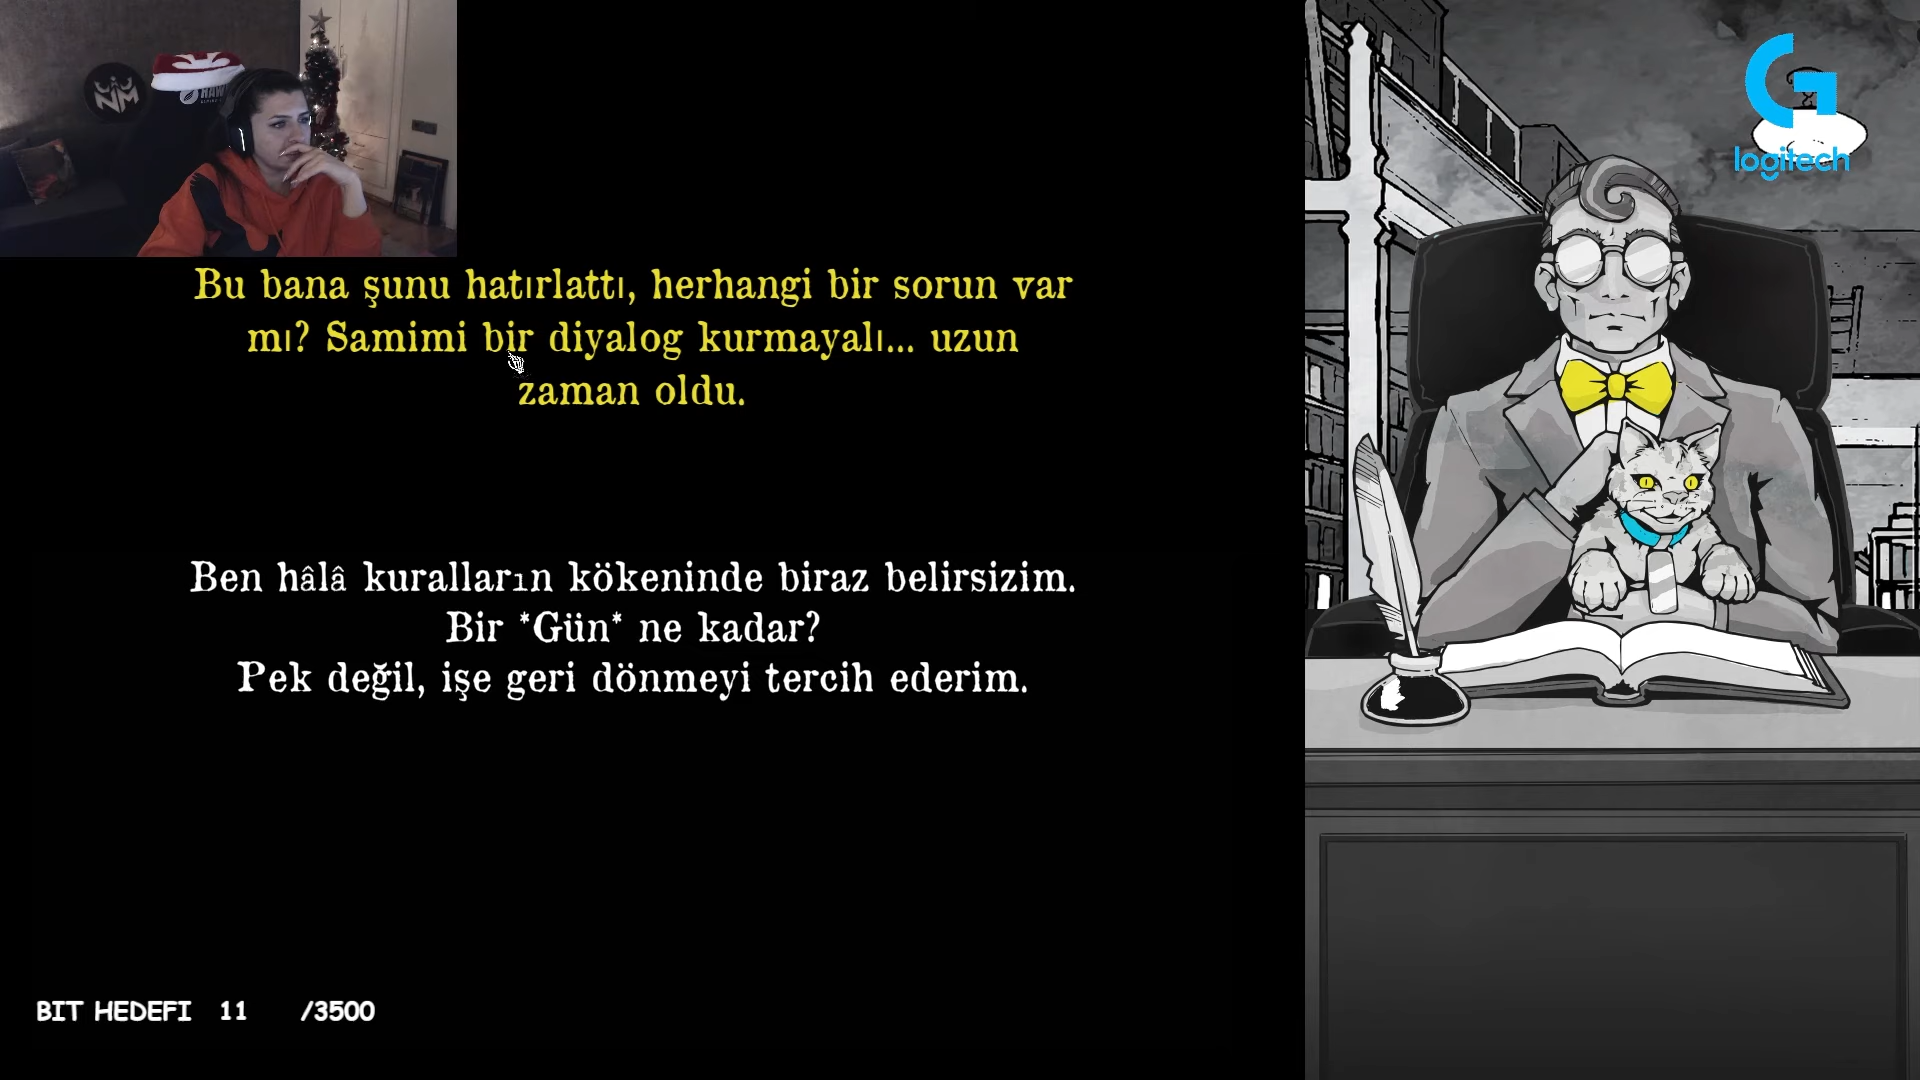 NM
HAW
logitech
Bu bana şunu hatırlattı, herhangi bir sorun var
mı? Samimi bir diyalog kurmayalı... uzun
zaman oldu.
Ben hâlâ kuralların kökeninde biraz belirsizim.
Bir *Gün* ne kadar?
Pek değil, işe geri dönmeyi tercih ederim.
BIT HEDEFI 11 /3500